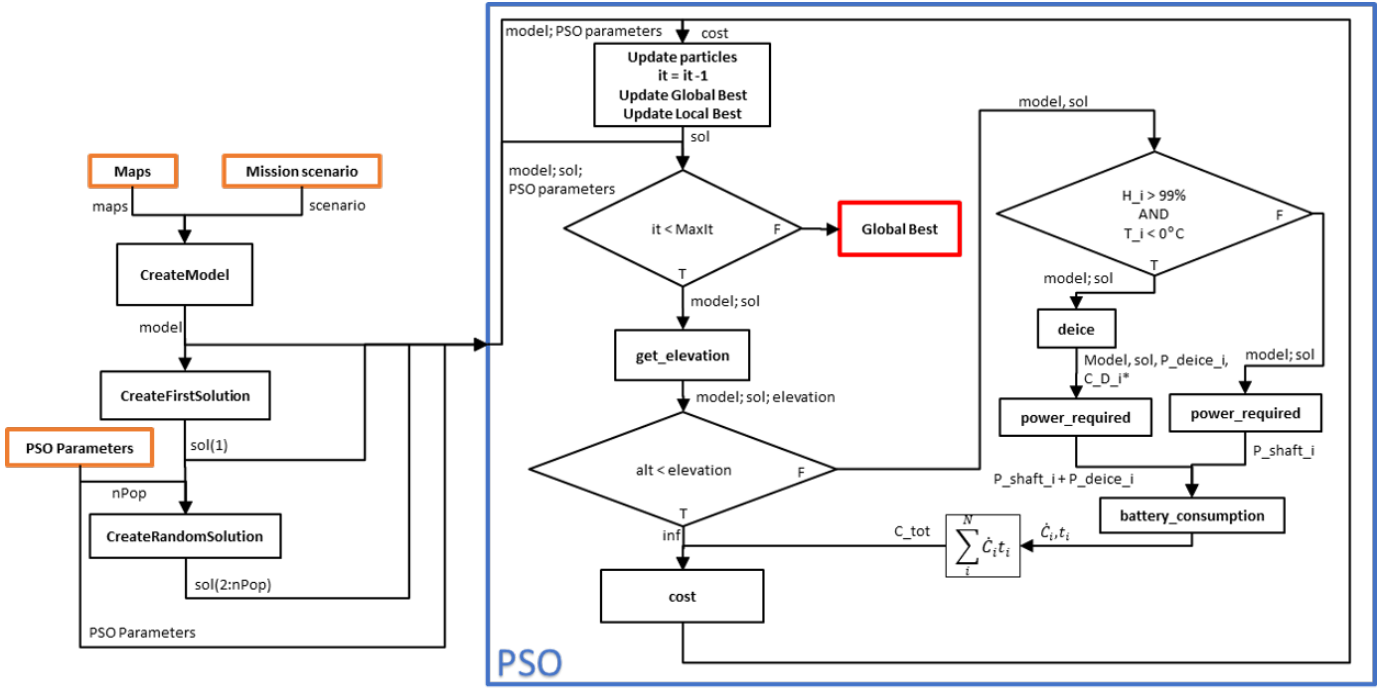 Maps
Mission scenario
maps
scenario
CreateModel
model
CreateFirstSolution
PSO Parameters
sol(1)
nPop
CreateRandomSolution
sol(2:nPop)
PSO Parameters
model; PSO parameters
cost
Update particles
it = it -1
Update Global Best
Update Local Best
sol
model; sol;
PSO parameters
it < MaxIt
F
T
Global Best
model; sol
get_elevation
model; sol; elevation
alt < elevation
F
T
inf
cost
model, sol
H_i > 99%
AND
T_i < 0°C
F
T
model; sol
deice
Model, sol, P_deice_i,
C_D_i*
power_required
model; sol
power_required
P_shaft_i
P_shaft_i + P_deice_i
battery_consumption
Ċᵢ,tᵢ
N
∑ Ċᵢtᵢ
i
C_tot
PSO